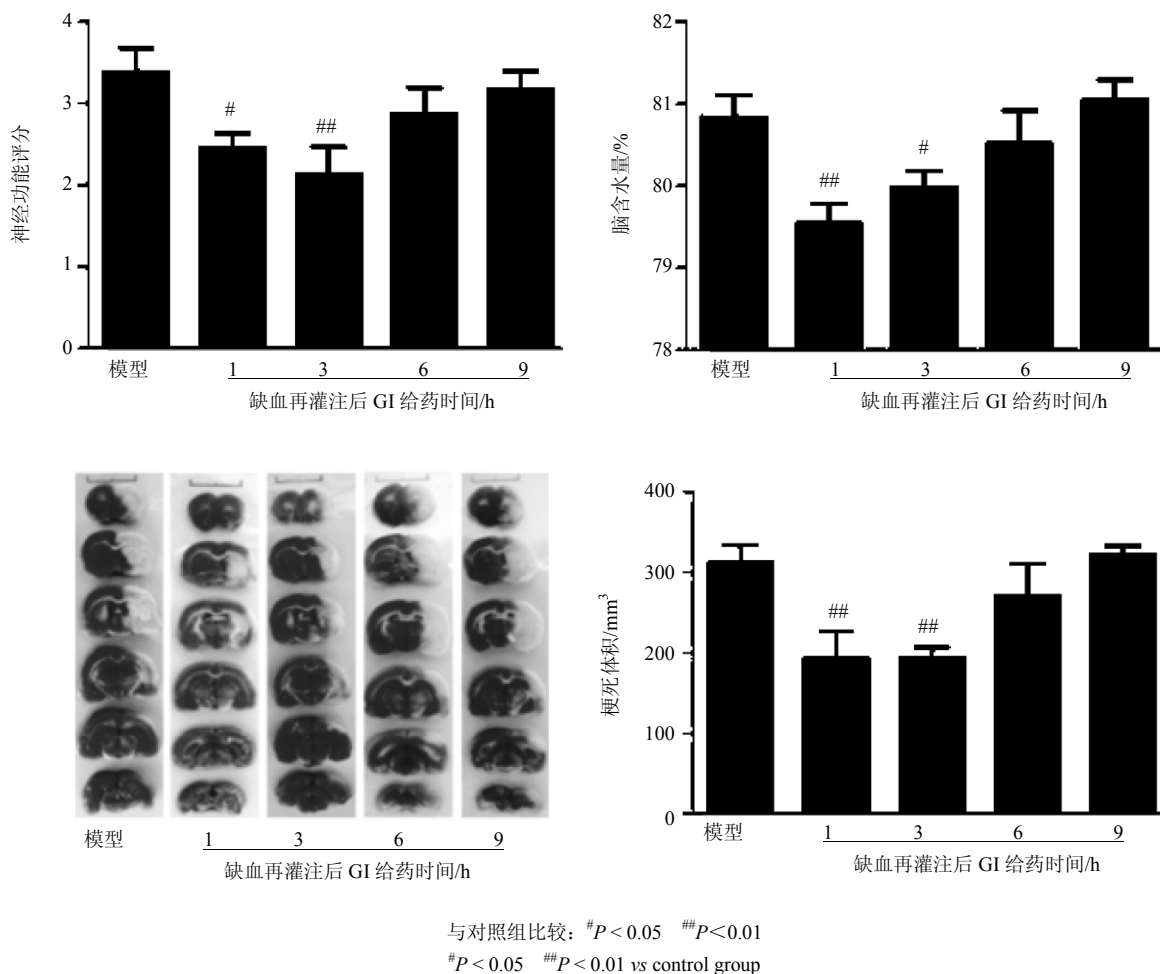 4
3
2
1
0
神经功能评分
#
##
模型
1
3
6
9
缺血再灌注后 GI 给药时间/h
82
81
80
79
78
脑含水量/%
##
#
模型
1
3
6
9
缺血再灌注后 GI 给药时间/h
模型
1
3
6
9
缺血再灌注后 GI 给药时间/h
400
300
200
100
0
梗死体积/mm³
##
##
模型
1
3
6
9
缺血再灌注后 GI 给药时间/h
与对照组比较：#P < 0.05 ##P＜0.01
#P < 0.05 ##P < 0.01 vs control group